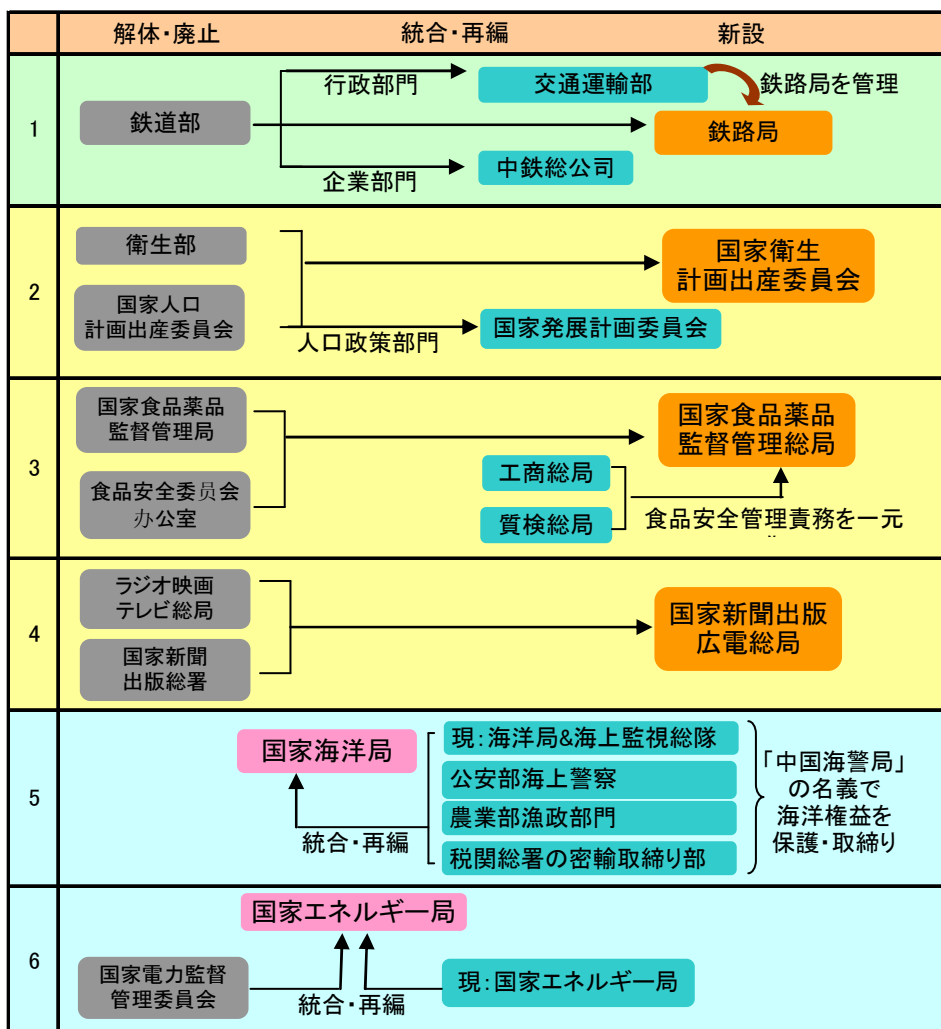 解体・廃止
統合・再編
新設
1
鉄道部
行政部門
交通運輸部
鉄路局を管理
鉄路局
企業部門
中鉄総公司
2
衛生部
国家人口
計画出産委員会
国家衛生
計画出産委員会
人口政策部門
国家発展計画委員会
3
国家食品薬品
監督管理局
食品安全委员会
办公室
国家食品薬品
監督管理総局
工商総局
質検総局
食品安全管理責務を一元
4
ラジオ映画
テレビ総局
国家新聞
出版総署
国家新聞出版
広電総局
5
国家海洋局
統合・再編
現:海洋局&海上監視総隊
公安部海上警察
農業部漁政部門
税関総署の密輸取締り部
「中国海警局」
の名義で
海洋権益を
保護・取締り
6
国家エネルギー局
国家電力監督
管理委員会
統合・再編
現:国家エネルギー局